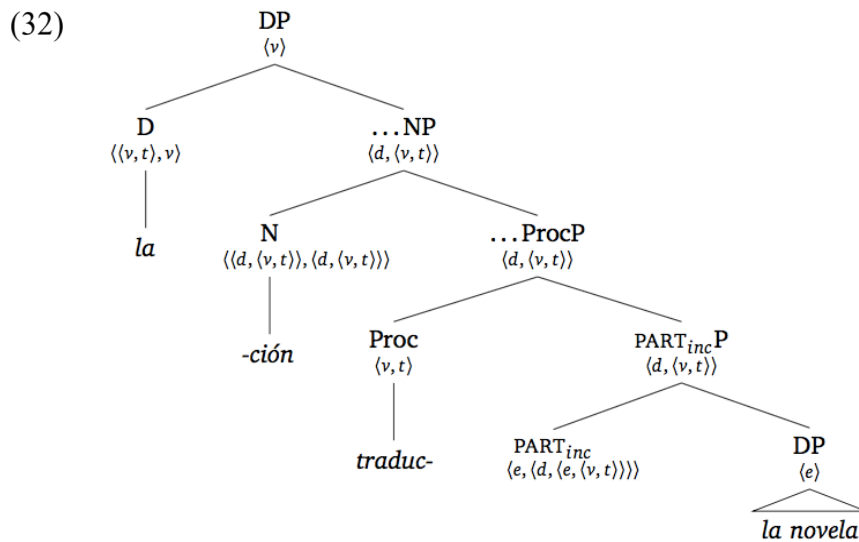 (32)
DP
⟨v⟩
D ...NP
⟨⟨v, t⟩, v⟩ ⟨d, ⟨v, t⟩⟩
la N ...ProcP
⟨⟨d, ⟨v, t⟩⟩, ⟨d, ⟨v, t⟩⟩⟩ ⟨d, ⟨v, t⟩⟩
-ción Proc PARTincP
⟨v, t⟩ ⟨d, ⟨v, t⟩⟩
traduc- PARTinc DP
⟨e, ⟨d, ⟨e, ⟨v, t⟩⟩⟩⟩ ⟨e⟩
la novela